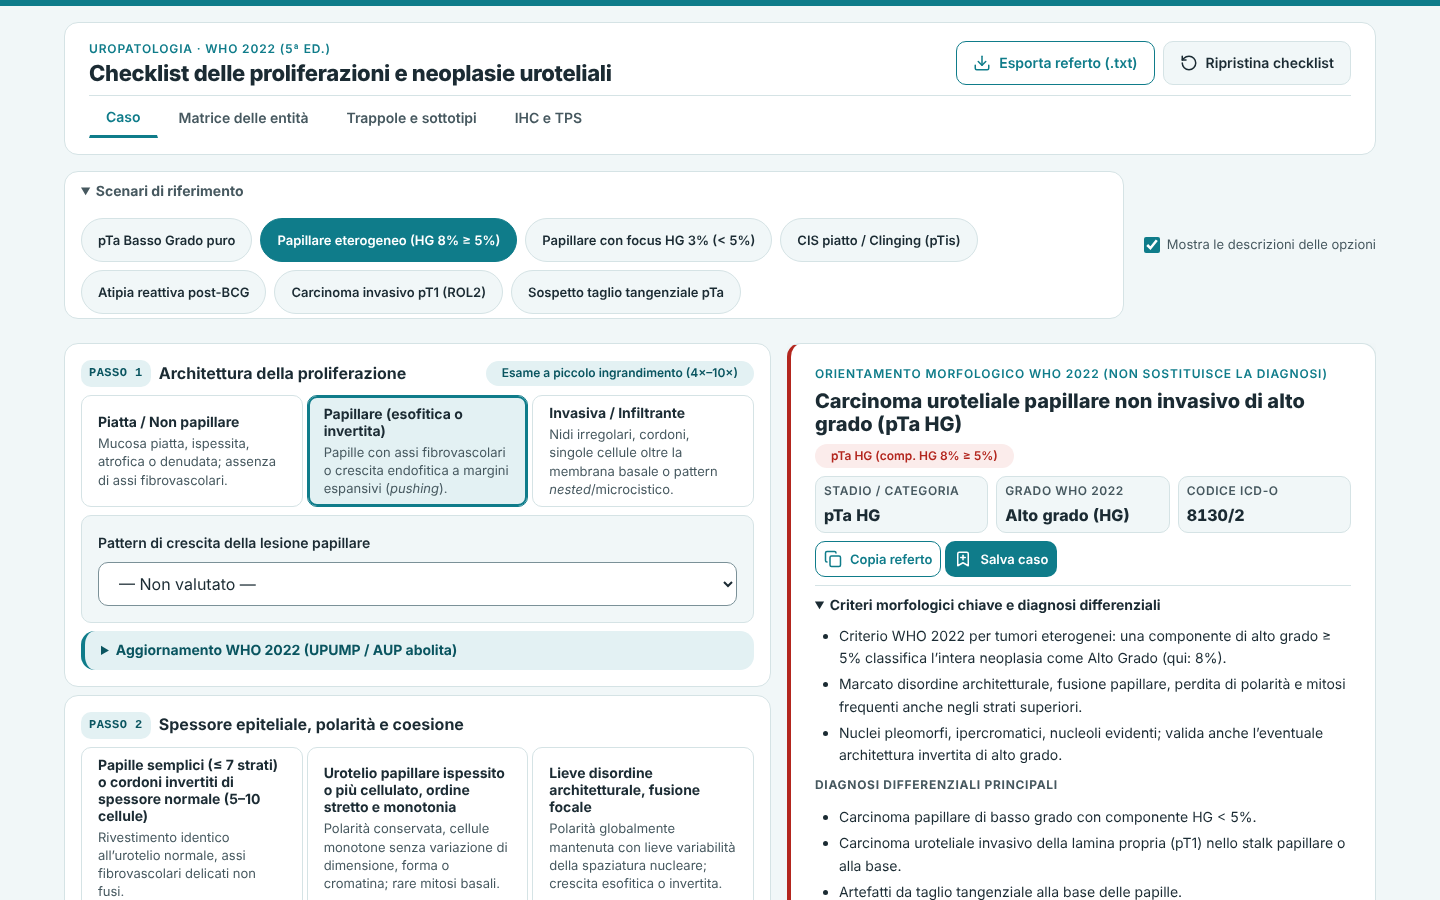 UROPATOLOGIA · WHO 2022 (5ª ED.)
Checklist delle proliferazioni e neoplasie uroteliali
Esporta referto (.txt)
Ripristina checklist
Caso
Matrice delle entità
Trappole e sottotipi
IHC e TPS
▼ Scenari di riferimento
pTa Basso Grado puro
Papillare eterogeneo (HG 8% ≥ 5%)
Papillare con focus HG 3% (< 5%)
CIS piatto / Clinging (pTis)
Atipia reattiva post-BCG
Carcinoma invasivo pT1 (ROL2)
Sospetto taglio tangenziale pTa
Mostra le descrizioni delle opzioni
PASSO 1
Architettura della proliferazione
Esame a piccolo ingrandimento (4×–10×)
Piatta / Non papillare
Mucosa piatta, ispessita,
atrofica o denudata; assenza
di assi fibrovascolari.
Papillare (esofitica o
invertita)
Papille con assi fibrovascolari
o crescita endofitica a margini
espansivi (pushing).
Invasiva / Infiltrante
Nidi irregolari, cordoni,
singole cellule oltre la
membrana basale o pattern
nested/microcistico.
Pattern di crescita della lesione papillare
— Non valutato —
▶ Aggiornamento WHO 2022 (UPUMP / AUP abolita)
PASSO 2
Spessore epiteliale, polarità e coesione
Papille semplici (≤ 7 strati)
o cordoni invertiti di
spessore normale (5–10
cellule)
Rivestimento identico
all'urotelio normale, assi
fibrovascolari delicati non
fusi.
Urotelio papillare ispessito
o più cellulato, ordine
stretto e monotonia
Polarità conservata, cellule
monotone senza variazione di
dimensione, forma o
cromatina; rare mitosi basali.
Lieve disordine
architetturale, fusione
focale
Polarità globalmente
mantenuta con lieve variabilità
della spaziatura nucleare;
crescita esofitica o invertita.
ORIENTAMENTO MORFOLOGICO WHO 2022 (NON SOSTITUISCE LA DIAGNOSI)
Carcinoma uroteliale papillare non invasivo di alto
grado (pTa HG)
pTa HG (comp. HG 8% ≥ 5%)
STADIO / CATEGORIA
pTa HG
GRADO WHO 2022
Alto grado (HG)
CODICE ICD-O
8130/2
Copia referto
Salva caso
▼ Criteri morfologici chiave e diagnosi differenziali
• Criterio WHO 2022 per tumori eterogenei: una componente di alto grado ≥
5% classifica l'intera neoplasia come Alto Grado (qui: 8%).
• Marcato disordine architetturale, fusione papillare, perdita di polarità e mitosi
frequenti anche negli strati superiori.
• Nuclei pleomorfi, ipercromatici, nucleoli evidenti; valida anche l'eventuale
architettura invertita di alto grado.
DIAGNOSI DIFFERENZIALI PRINCIPALI
• Carcinoma papillare di basso grado con componente HG < 5%.
• Carcinoma uroteliale invasivo della lamina propria (pT1) nello stalk papillare o
alla base.
• Artefatti da taglio tangenziale alla base delle papille.